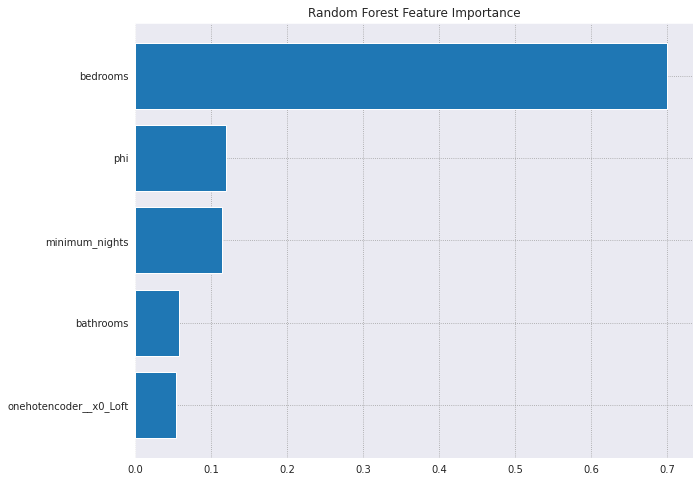 Random Forest Feature Importance
bedrooms
phi
minimum_nights
bathrooms
onehotencoder__x0_Loft
0.0 0.1 0.2 0.3 0.4 0.5 0.6 0.7